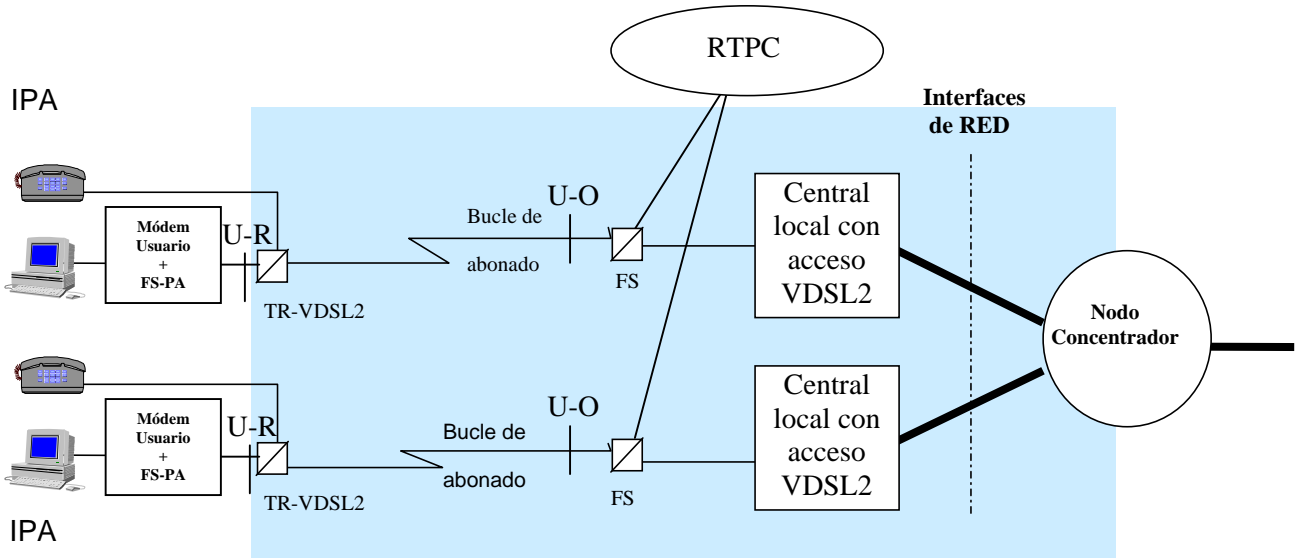 RTPC
IPA
Interfaces
de RED
Módem
Usuario
+
FS-PA
U-R
TR-VDSL2
Bucle de
abonado
U-O
FS
Central
local con
acceso
VDSL2
Nodo
Concentrador
Módem
Usuario
+
FS-PA
U-R
TR-VDSL2
Bucle de
abonado
U-O
FS
Central
local con
acceso
VDSL2
IPA